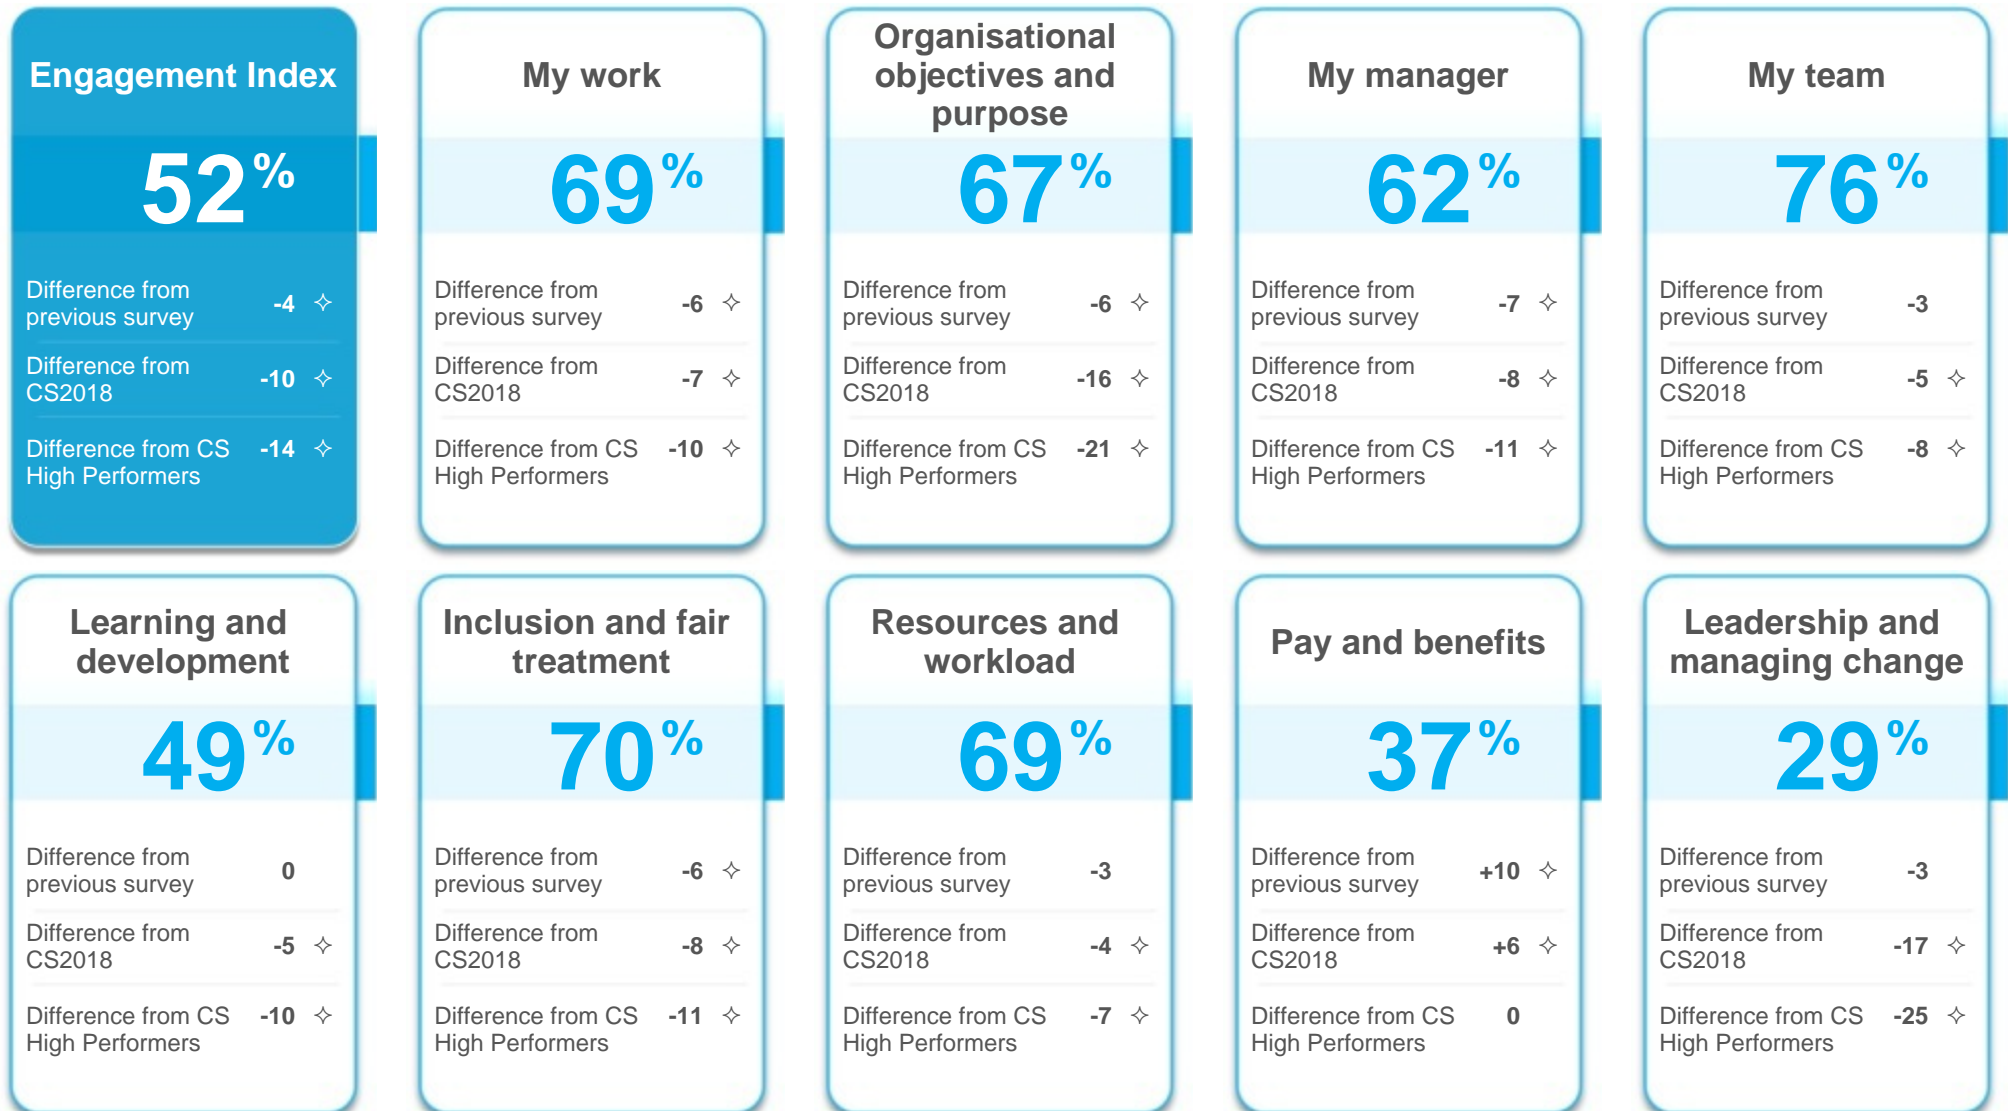 Engagement Index
52%
Difference from
previous survey
-4 ✧
Difference from
CS2018
-10 ✧
Difference from CS
High Performers
-14 ✧
My work
69%
Difference from
previous survey
-6 ✧
Difference from
CS2018
-7 ✧
Difference from CS
High Performers
-10 ✧
Organisational
objectives and
purpose
67%
Difference from
previous survey
-6 ✧
Difference from
CS2018
-16 ✧
Difference from CS
High Performers
-21 ✧
My manager
62%
Difference from
previous survey
-7 ✧
Difference from
CS2018
-8 ✧
Difference from CS
High Performers
-11 ✧
My team
76%
Difference from
previous survey
-3
Difference from
CS2018
-5 ✧
Difference from CS
High Performers
-8 ✧
Learning and
development
49%
Difference from
previous survey
0
Difference from
CS2018
-5 ✧
Difference from CS
High Performers
-10 ✧
Inclusion and fair
treatment
70%
Difference from
previous survey
-6 ✧
Difference from
CS2018
-8 ✧
Difference from CS
High Performers
-11 ✧
Resources and
workload
69%
Difference from
previous survey
-3
Difference from
CS2018
-4 ✧
Difference from CS
High Performers
-7 ✧
Pay and benefits
37%
Difference from
previous survey
+10 ✧
Difference from
CS2018
+6 ✧
Difference from CS
High Performers
0
Leadership and
managing change
29%
Difference from
previous survey
-3
Difference from
CS2018
-17 ✧
Difference from CS
High Performers
-25 ✧